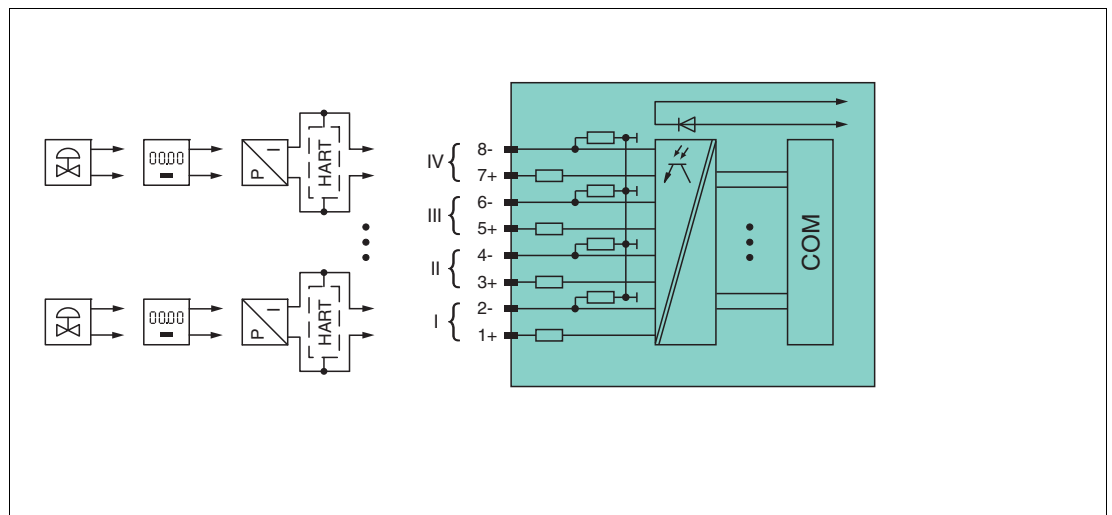 00.00
P
I
HART
00.00
P
I
HART
IV
8-
7+
III
6-
5+
II
4-
3+
I
2-
1+
COM